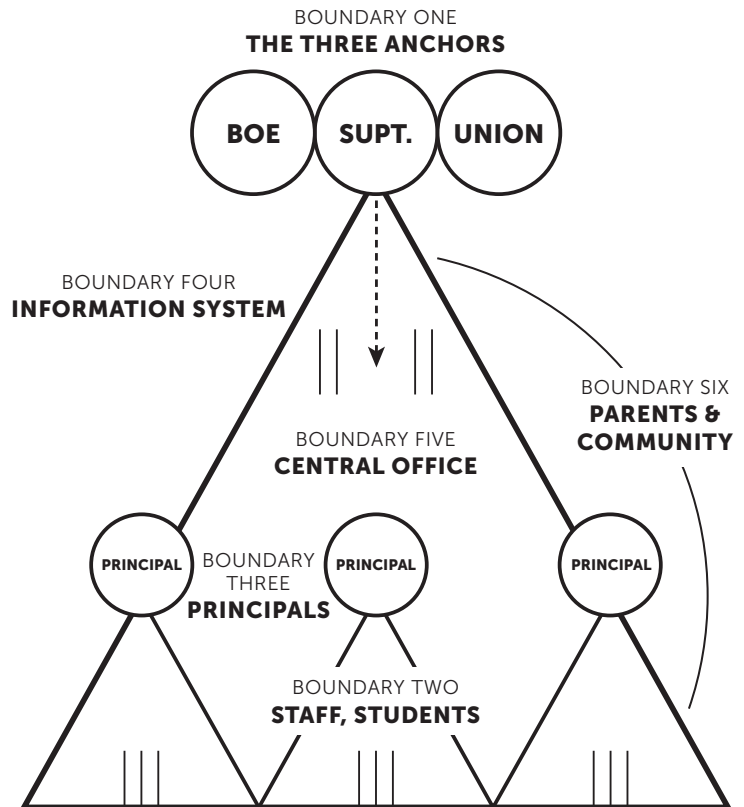 BOUNDARY ONE
THE THREE ANCHORS
BOE
SUPT.
UNION
BOUNDARY FOUR
INFORMATION SYSTEM
BOUNDARY SIX
PARENTS &
COMMUNITY
BOUNDARY FIVE
CENTRAL OFFICE
PRINCIPAL
BOUNDARY
THREE
PRINCIPALS
PRINCIPAL
PRINCIPAL
BOUNDARY TWO
STAFF, STUDENTS